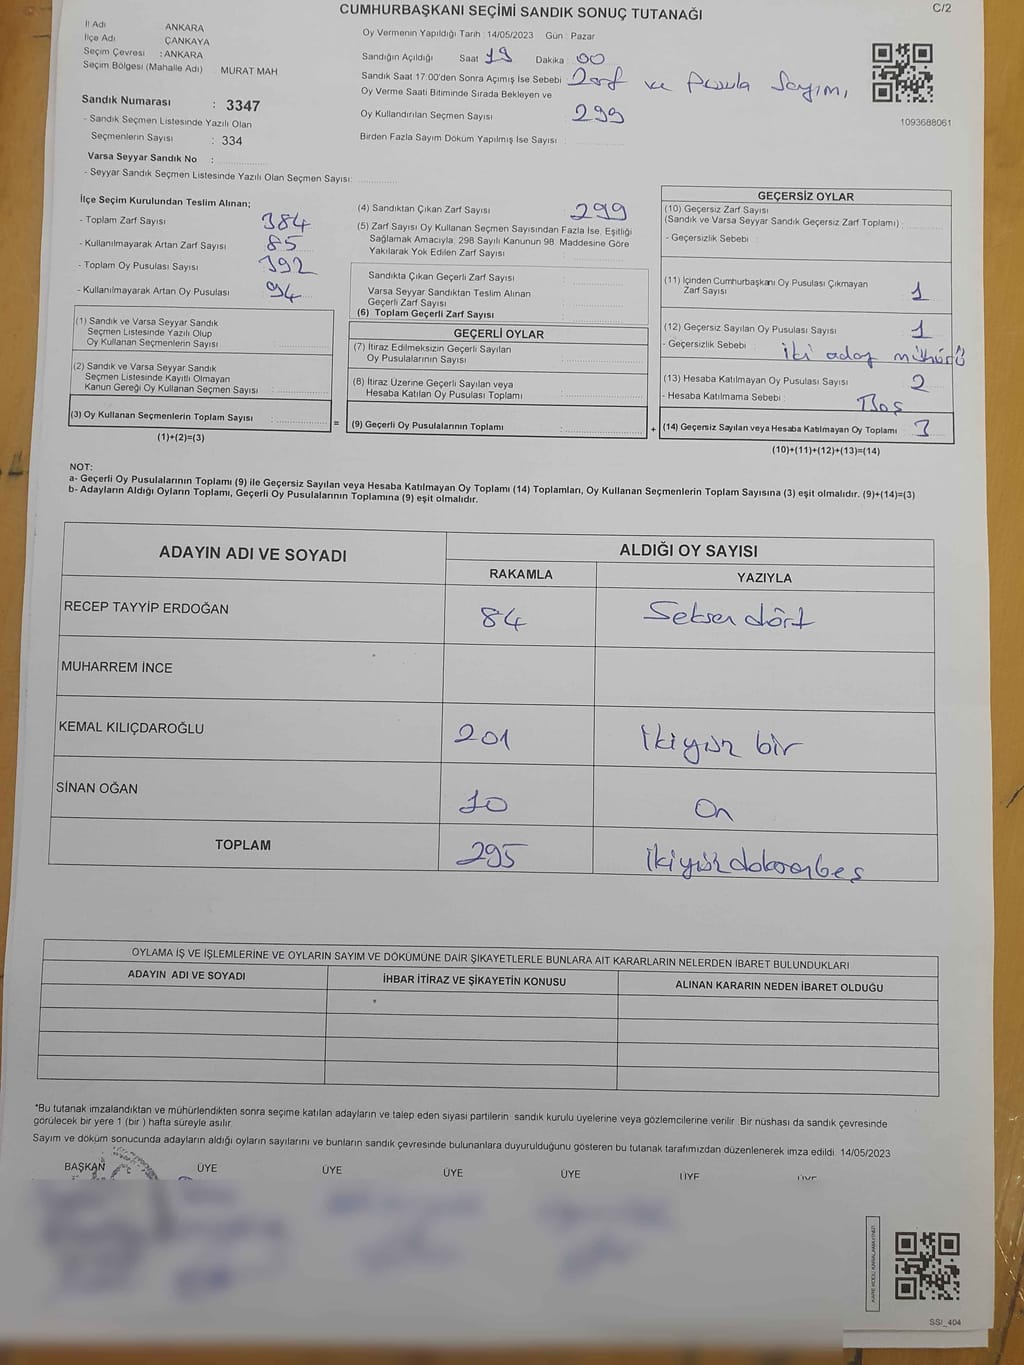 CUMHURBAŞKANI SEÇİMİ SANDIK SONUÇ TUTANAĞI
C/2
İl Adı ANKARA
İlçe Adı ÇANKAYA
Seçim Çevresi : ANKARA
Seçim Bölgesi (Mahalle Adı) MURAT MAH
Sandık Numarası : 3347
- Sandık Seçmen Listesinde Yazılı Olan
Seçmenlerin Sayısı : 334
Varsa Seyyar Sandık No :
- Seyyar Sandık Seçmen Listesinde Yazılı Olan Seçmen Sayısı:
Oy Vermenin Yapıldığı Tarih : 14/05/2023 Gün : Pazar
Sandığın Açıldığı Saat 19 Dakika : 00
Sandık Saat 17.00'den Sonra Açımış İse Sebebi : Zarf ve Pusula Sayımı
Oy Verme Saati Bitiminde Sırada Bekleyen ve
Oy Kullandırılan Seçmen Sayısı : 299
Birden Fazla Sayım Döküm Yapılmış İse Sayısı :
1093688061
İlçe Seçim Kurulundan Teslim Alınan;
- Toplam Zarf Sayısı 384
- Kullanılmayarak Artan Zarf Sayısı 85
- Toplam Oy Pusulası Sayısı 392
- Kullanılmayarak Artan Oy Pusulası 94
(1) Sandık ve Varsa Seyyar Sandık
Seçmen Listesinde Yazılı Olup
Oy Kullanan Seçmenlerin Sayısı :
(2) Sandık ve Varsa Seyyar Sandık
Seçmen Listesinde Kayıtlı Olmayan
Kanun Gereği Oy Kullanan Seçmen Sayısı :
(3) Oy Kullanan Seçmenlerin Toplam Sayısı :
(1)+(2)=(3)
=
(4) Sandıktan Çıkan Zarf Sayısı : 299
(5) Zarf Sayısı Oy Kullanan Seçmen Sayısından Fazla İse, Eşitliği
Sağlamak Amacıyla; 298 Sayılı Kanunun 98. Maddesine Göre
Yakılarak Yok Edilen Zarf Sayısı :
Sandıkta Çıkan Geçerli Zarf Sayısı :
Varsa Seyyar Sandıktan Teslim Alınan
Geçerli Zarf Sayısı :
(6) Toplam Geçerli Zarf Sayısı :
GEÇERLİ OYLAR
(7) İtiraz Edilmeksizin Geçerli Sayılan
Oy Pusulalarının Sayısı :
(8) İtiraz Üzerine Geçerli Sayılan veya
Hesaba Katılan Oy Pusulası Toplamı :
(9) Geçerli Oy Pusulalarının Toplamı :
+
GEÇERSİZ OYLAR
(10) Geçersiz Zarf Sayısı
(Sandık ve Varsa Seyyar Sandık Geçersiz Zarf Toplamı) :
- Geçersizlik Sebebi :
(11) İçinden Cumhurbaşkanı Oy Pusulası Çıkmayan
Zarf Sayısı : 1
(12) Geçersiz Sayılan Oy Pusulası Sayısı : 1
- Geçersizlik Sebebi : iki aday mühürü
(13) Hesaba Katılmayan Oy Pusulası Sayısı : 2
- Hesaba Katılmama Sebebi : Boş
(14) Geçersiz Sayılan veya Hesaba Katılmayan Oy Toplamı : 3
(10)+(11)+(12)+(13)=(14)
NOT:
a- Geçerli Oy Pusulalarının Toplamı (9) ile Geçersiz Sayılan veya Hesaba Katılmayan Oy Toplamı (14) Toplamları, Oy Kullanan Seçmenlerin Toplam Sayısına (3) eşit olmalıdır. (9)+(14)=(3)
b- Adayların Aldığı Oyların Toplamı, Geçerli Oy Pusulalarının Toplamına (9) eşit olmalıdır.
ADAYIN ADI VE SOYADI
ALDIĞI OY SAYISI
RAKAMLA YAZIYLA
RECEP TAYYİP ERDOĞAN 84 Seksen dört
MUHARREM İNCE
KEMAL KILIÇDAROĞLU 201 İkiyüz bir
SİNAN OĞAN 10 On
TOPLAM 295 İkiyüzdoksanbeş
OYLAMA İŞ VE İŞLEMLERİNE VE OYLARIN SAYIM VE DÖKÜMÜNE DAİR ŞİKAYETLERLE BUNLARA AİT KARARLARIN NELERDEN İBARET BULUNDUKLARI
ADAYIN ADI VE SOYADI İHBAR İTİRAZ VE ŞİKAYETİN KONUSU ALINAN KARARIN NEDEN İBARET OLDUĞU
*Bu tutanak imzalandıktan ve mühürlendikten sonra seçime katılan adayların ve talep eden siyasi partilerin sandık kurulu üyelerine veya gözlemcilerine verilir. Bir nüshası da sandık çevresinde
görülecek bir yere 1 (bir ) hafta süreyle asılır.
Sayım ve döküm sonucunda adayların aldığı oyların sayılarını ve bunların sandık çevresinde bulunanlara duyurulduğunu gösteren bu tutanak tarafımızdan düzenlenerek imza edildi. 14/05/2023
BAŞKAN ÜYE ÜYE ÜYE ÜYE ÜYE ÜYE
KARE KODU KARALAMAYINIZ!
SSI_404